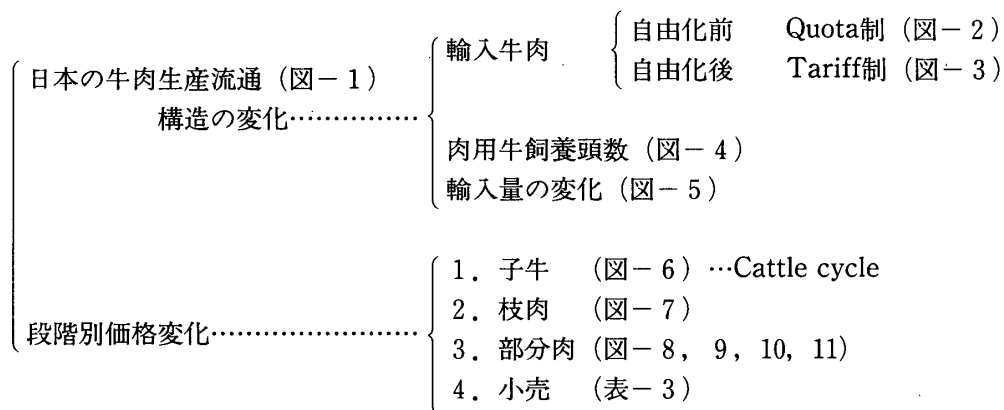 輸入牛肉
自由化前 Quota制(図-2)
自由化後 Tariff制(図-3)
日本の牛肉生産流通(図-1)
構造の変化……………
肉用牛飼養頭数(図-4)
輸入量の変化(図-5)
段階別価格変化……………………
1.子牛 (図-6)…Cattle cycle
2.枝肉 (図-7)
3.部分肉(図-8, 9, 10, 11)
4.小売 (表-3)